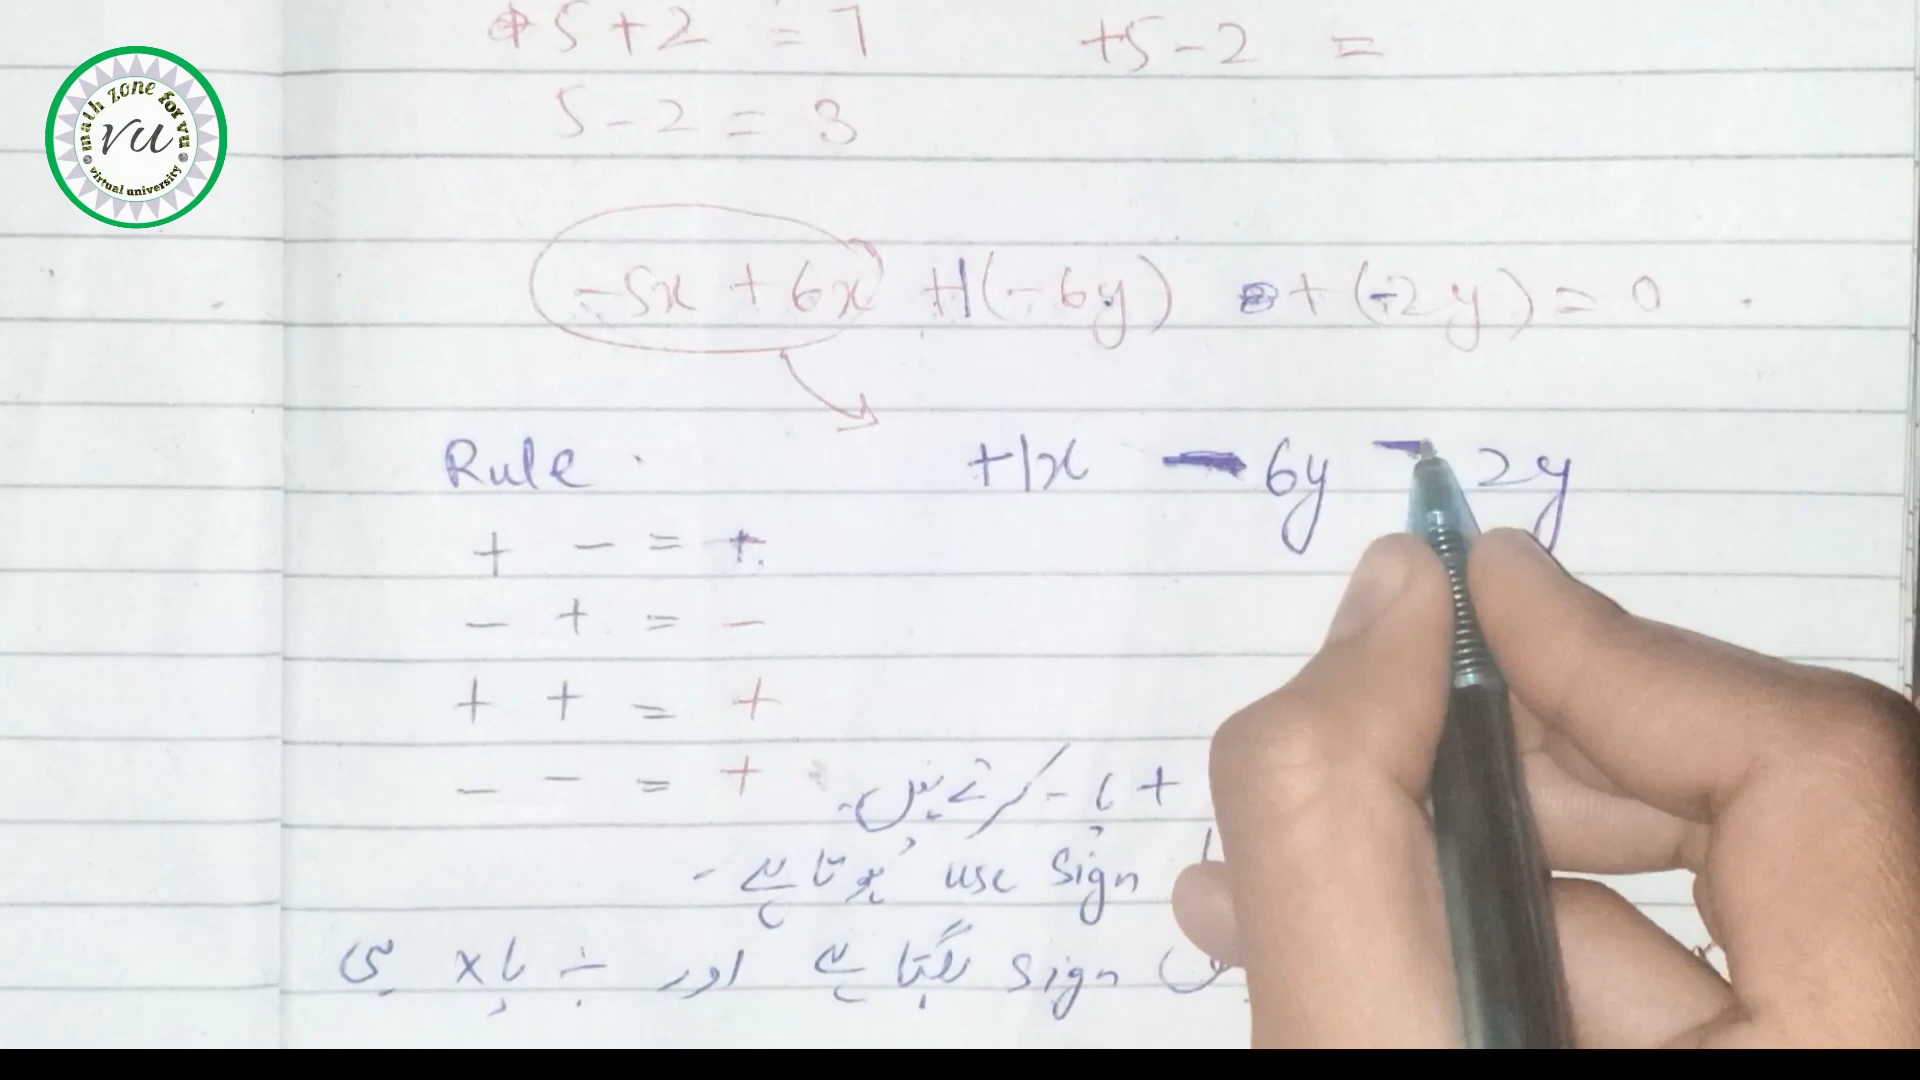 math zone for vu
vu
virtual university
+5 + 2 = 7 +5 - 2 =
5 - 2 = 3
-5x + 6x +1(-6y) + (-2y) = 0
Rule. +1x - 6y - 2y
+ - = +.
- + = -
+ + = +
- - = +
+ یا - کرتے ہیں.
sign use ہوتا ہے -
sign لگتا ہے اور ÷ یا x میں